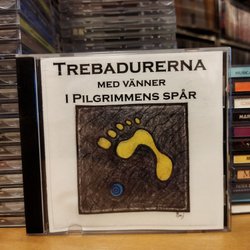 TREBADURERNA
MED VÄNNER
I PILGRIMMENS SPÅR